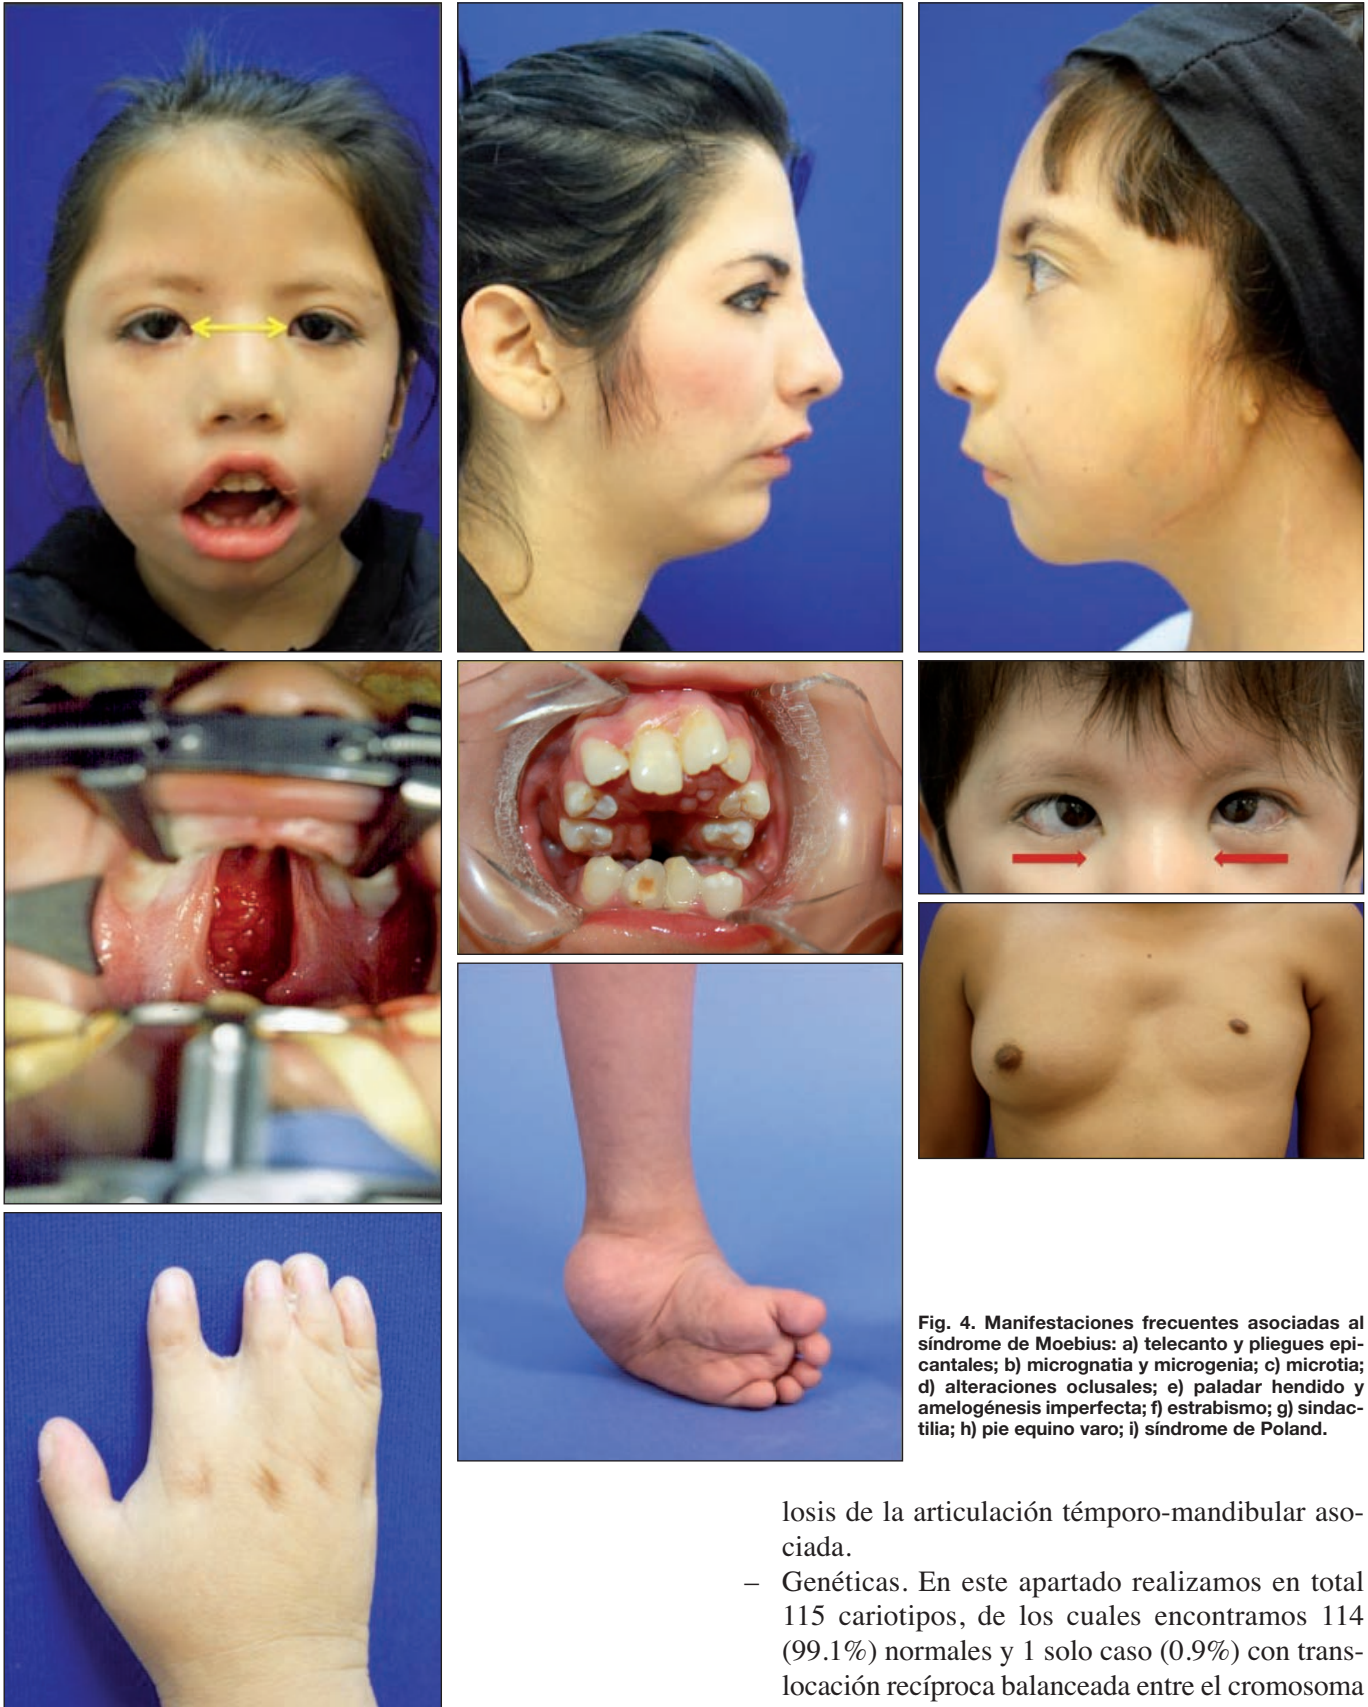 Fig. 4. Manifestaciones frecuentes asociadas al
síndrome de Moebius: a) telecanto y pliegues epi-
cantales; b) micrognatia y microgenia; c) microtia;
d) alteraciones oclusales; e) paladar hendido y
amelogénesis imperfecta; f) estrabismo; g) sindac-
tilia; h) pie equino varo; i) síndrome de Poland.
losis de la articulación témporo-mandibular aso-
ciada.
– Genéticas. En este apartado realizamos en total
115 cariotipos, de los cuales encontramos 114
(99.1%) normales y 1 solo caso (0.9%) con trans-
locación recíproca balanceada entre el cromosoma